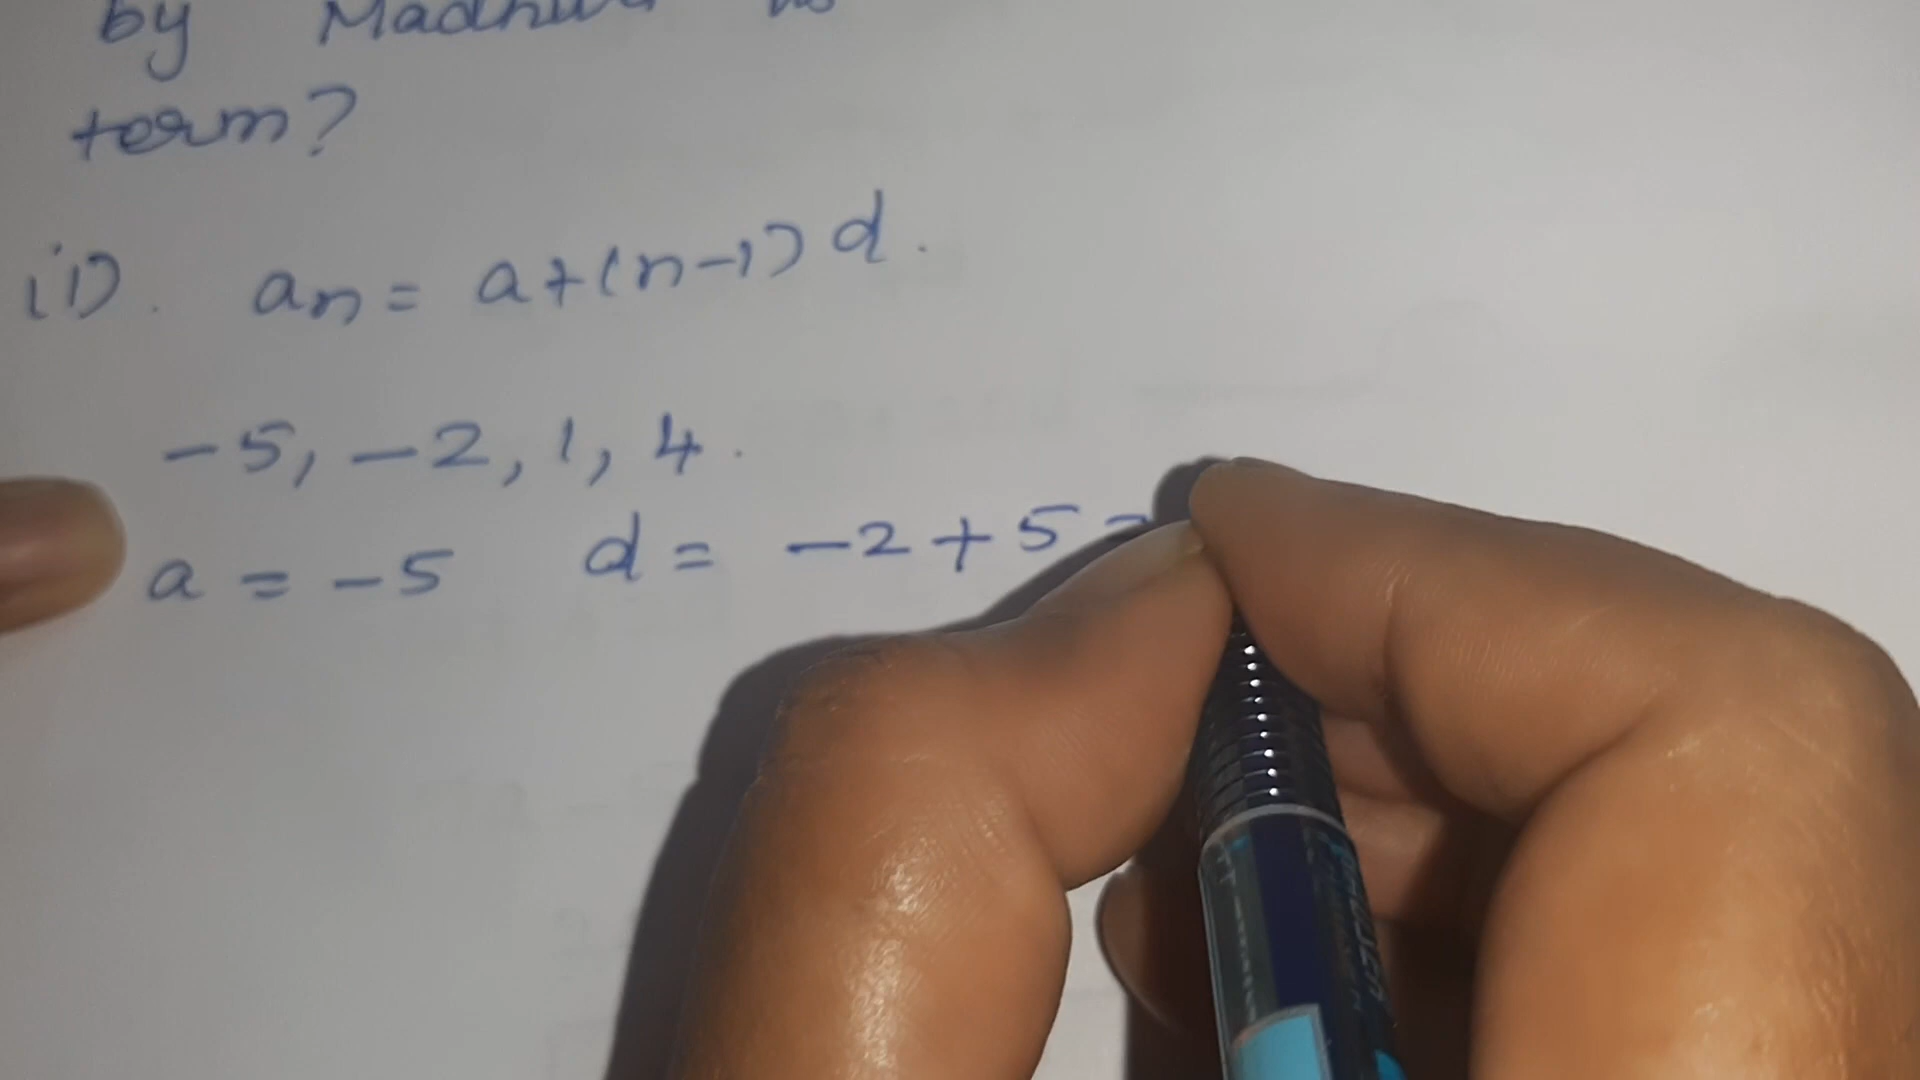 by
term?
ii). an = a+(n-1)d.
-5, -2, 1, 4.
a = -5 d = -2+5 =